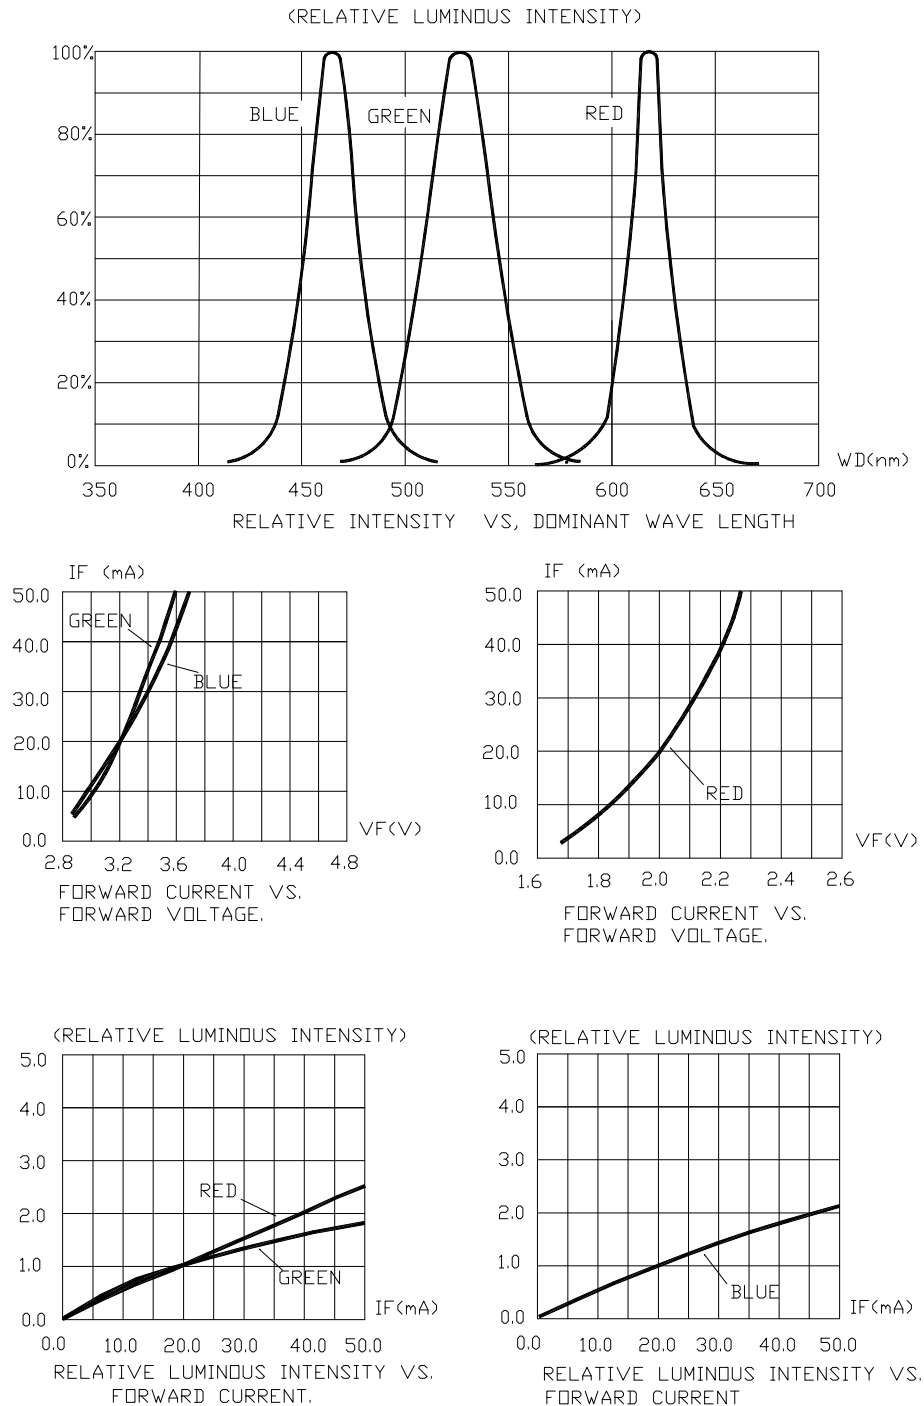 (RELATIVE LUMINOUS INTENSITY)
100%
BLUE
GREEN
RED
80%
60%
40%
20%
0%
WD(nm)
350 400 450 500 550 600 650 700
RELATIVE INTENSITY VS, DOMINANT WAVE LENGTH
IF (mA)
50.0
GREEN
40.0
BLUE
30.0
20.0
10.0
0.0
VF(V)
2.8 3.2 3.6 4.0 4.4 4.8
FORWARD CURRENT VS.
FORWARD VOLTAGE.
IF (mA)
50.0
40.0
30.0
20.0
RED
10.0
0.0
VF(V)
1.6 1.8 2.0 2.2 2.4 2.6
FORWARD CURRENT VS.
FORWARD VOLTAGE.
(RELATIVE LUMINOUS INTENSITY)
5.0
4.0
3.0
RED
2.0
1.0
GREEN
0.0
IF(mA)
0.0 10.0 20.0 30.0 40.0 50.0
RELATIVE LUMINOUS INTENSITY VS.
FORWARD CURRENT.
(RELATIVE LUMINOUS INTENSITY)
5.0
4.0
3.0
2.0
1.0
BLUE
0.0
IF(mA)
0.0 10.0 20.0 30.0 40.0 50.0
RELATIVE LUMINOUS INTENSITY VS.
FORWARD CURRENT